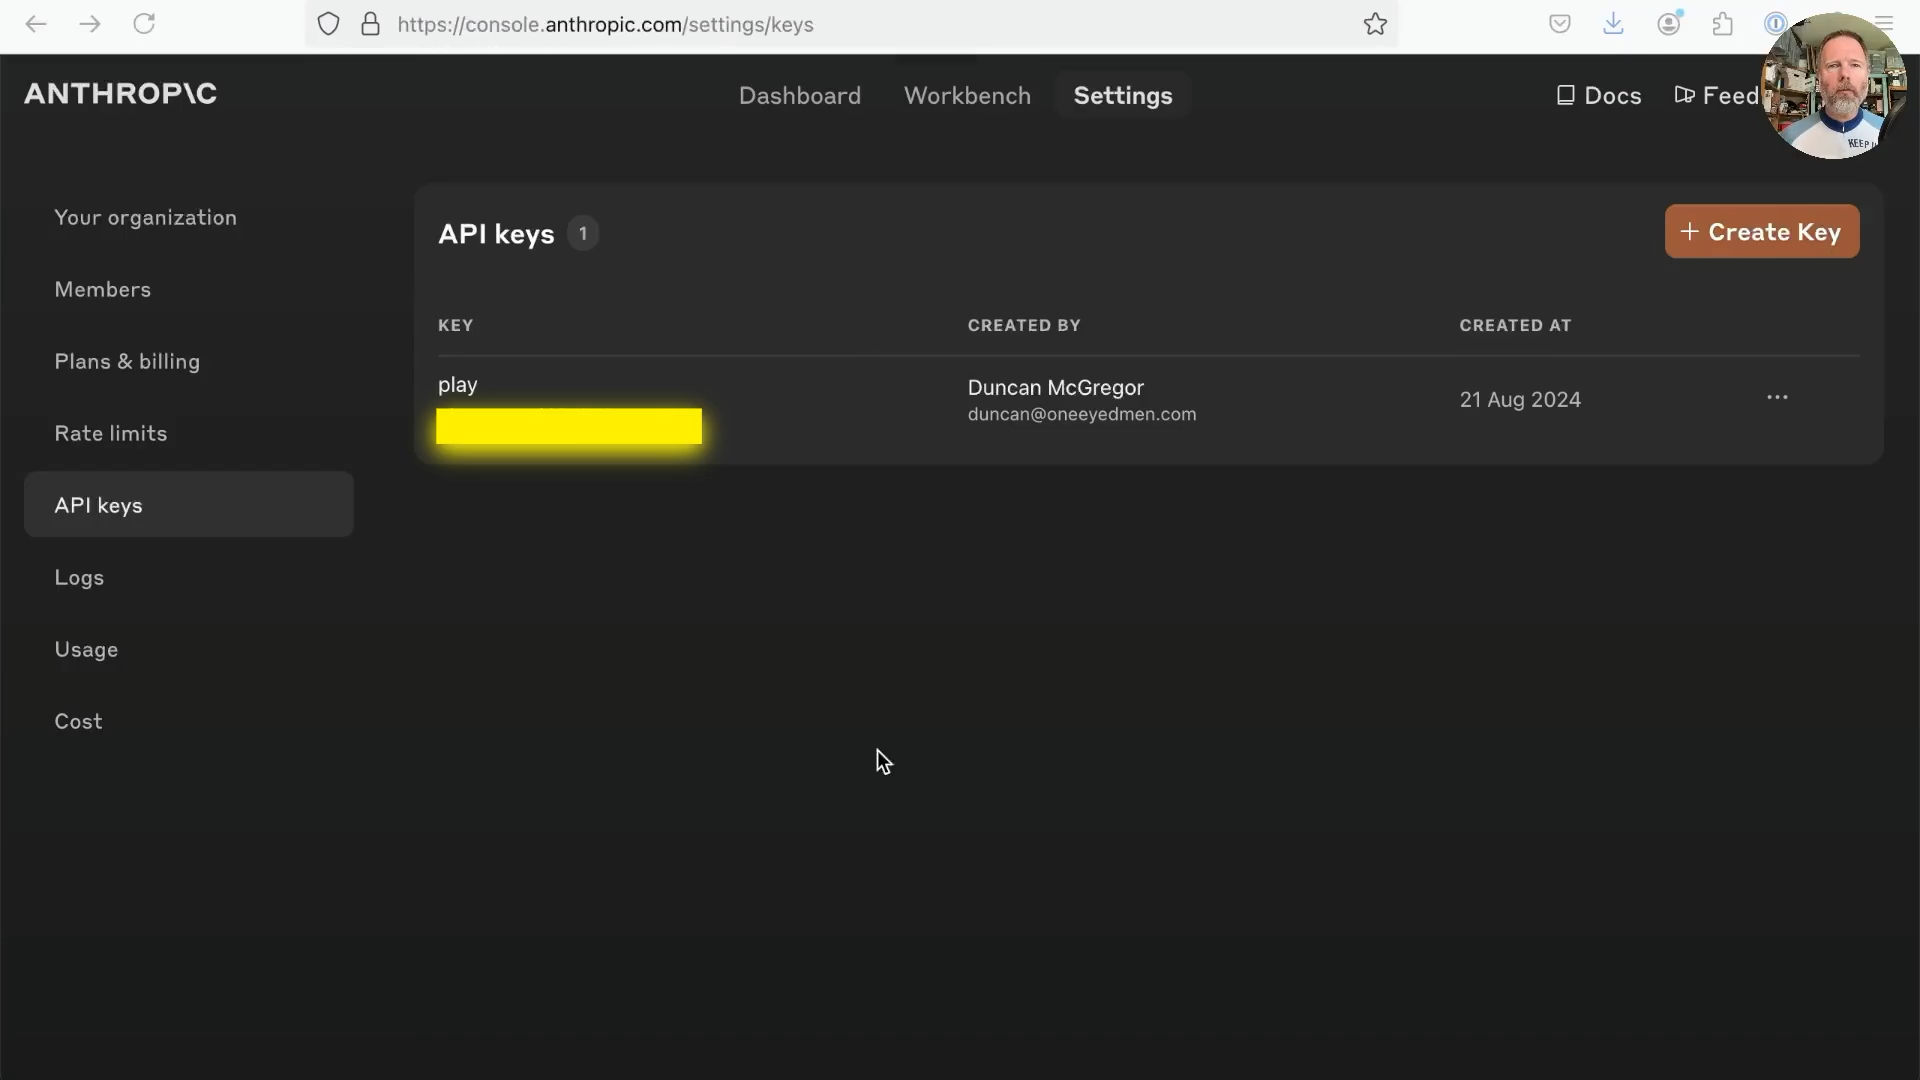 https://console.anthropic.com/settings/keys
ANTHROP\C
Dashboard
Workbench
Settings
Docs
Feed
KEEP
Your organization
Members
Plans & billing
Rate limits
API keys
Logs
Usage
Cost
API keys 1
+ Create Key
KEY CREATED BY CREATED AT
play
Duncan McGregor
duncan@oneeyedmen.com
21 Aug 2024